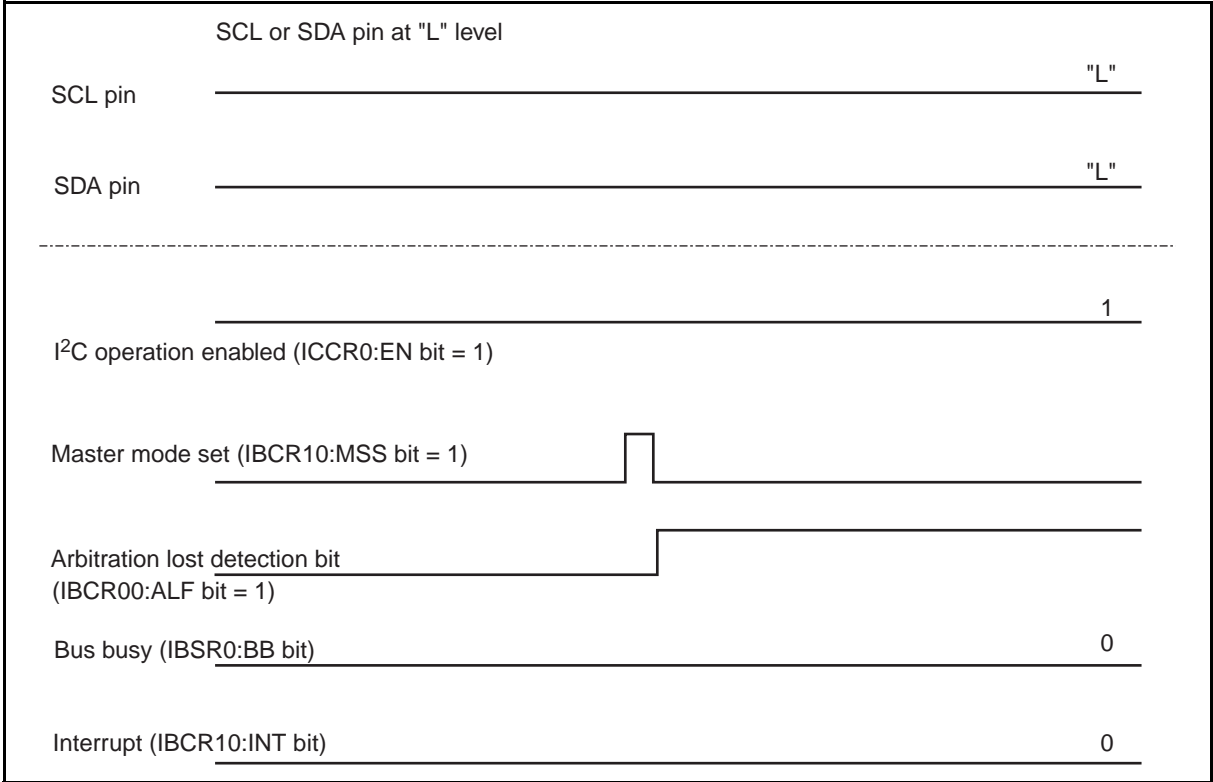 SCL or SDA pin at "L" level
"L"
SCL pin
"L"
SDA pin
1
I2C operation enabled (ICCR0:EN bit = 1)
Master mode set (IBCR10:MSS bit = 1)
Arbitration lost detection bit
(IBCR00:ALF bit = 1)
Bus busy (IBSR0:BB bit)
0
Interrupt (IBCR10:INT bit)
0